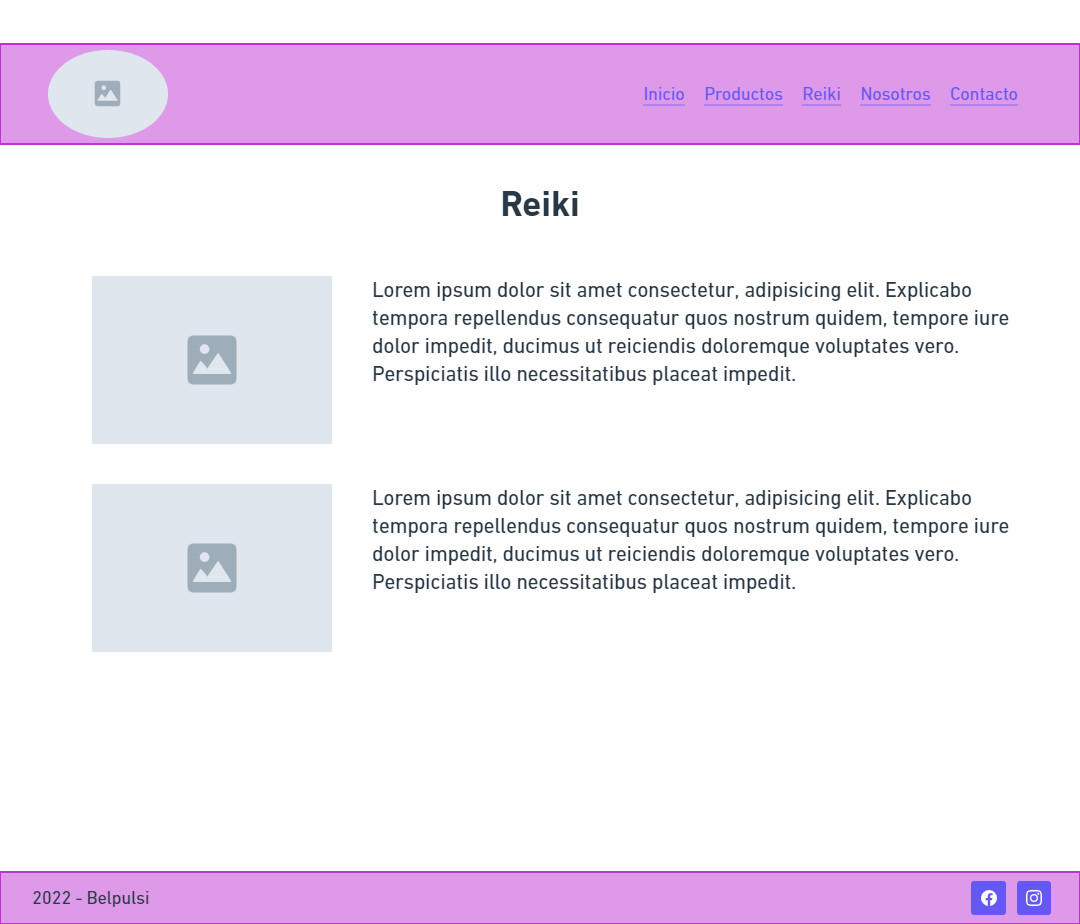 Inicio Productos Reiki Nosotros Contacto
Reiki
Lorem ipsum dolor sit amet consectetur, adipisicing elit. Explicabo
tempora repellendus consequatur quos nostrum quidem, tempore iure
dolor impedit, ducimus ut reiciendis doloremque voluptates vero.
Perspiciatis illo necessitatibus placeat impedit.
Lorem ipsum dolor sit amet consectetur, adipisicing elit. Explicabo
tempora repellendus consequatur quos nostrum quidem, tempore iure
dolor impedit, ducimus ut reiciendis doloremque voluptates vero.
Perspiciatis illo necessitatibus placeat impedit.
2022 - Belpulsi